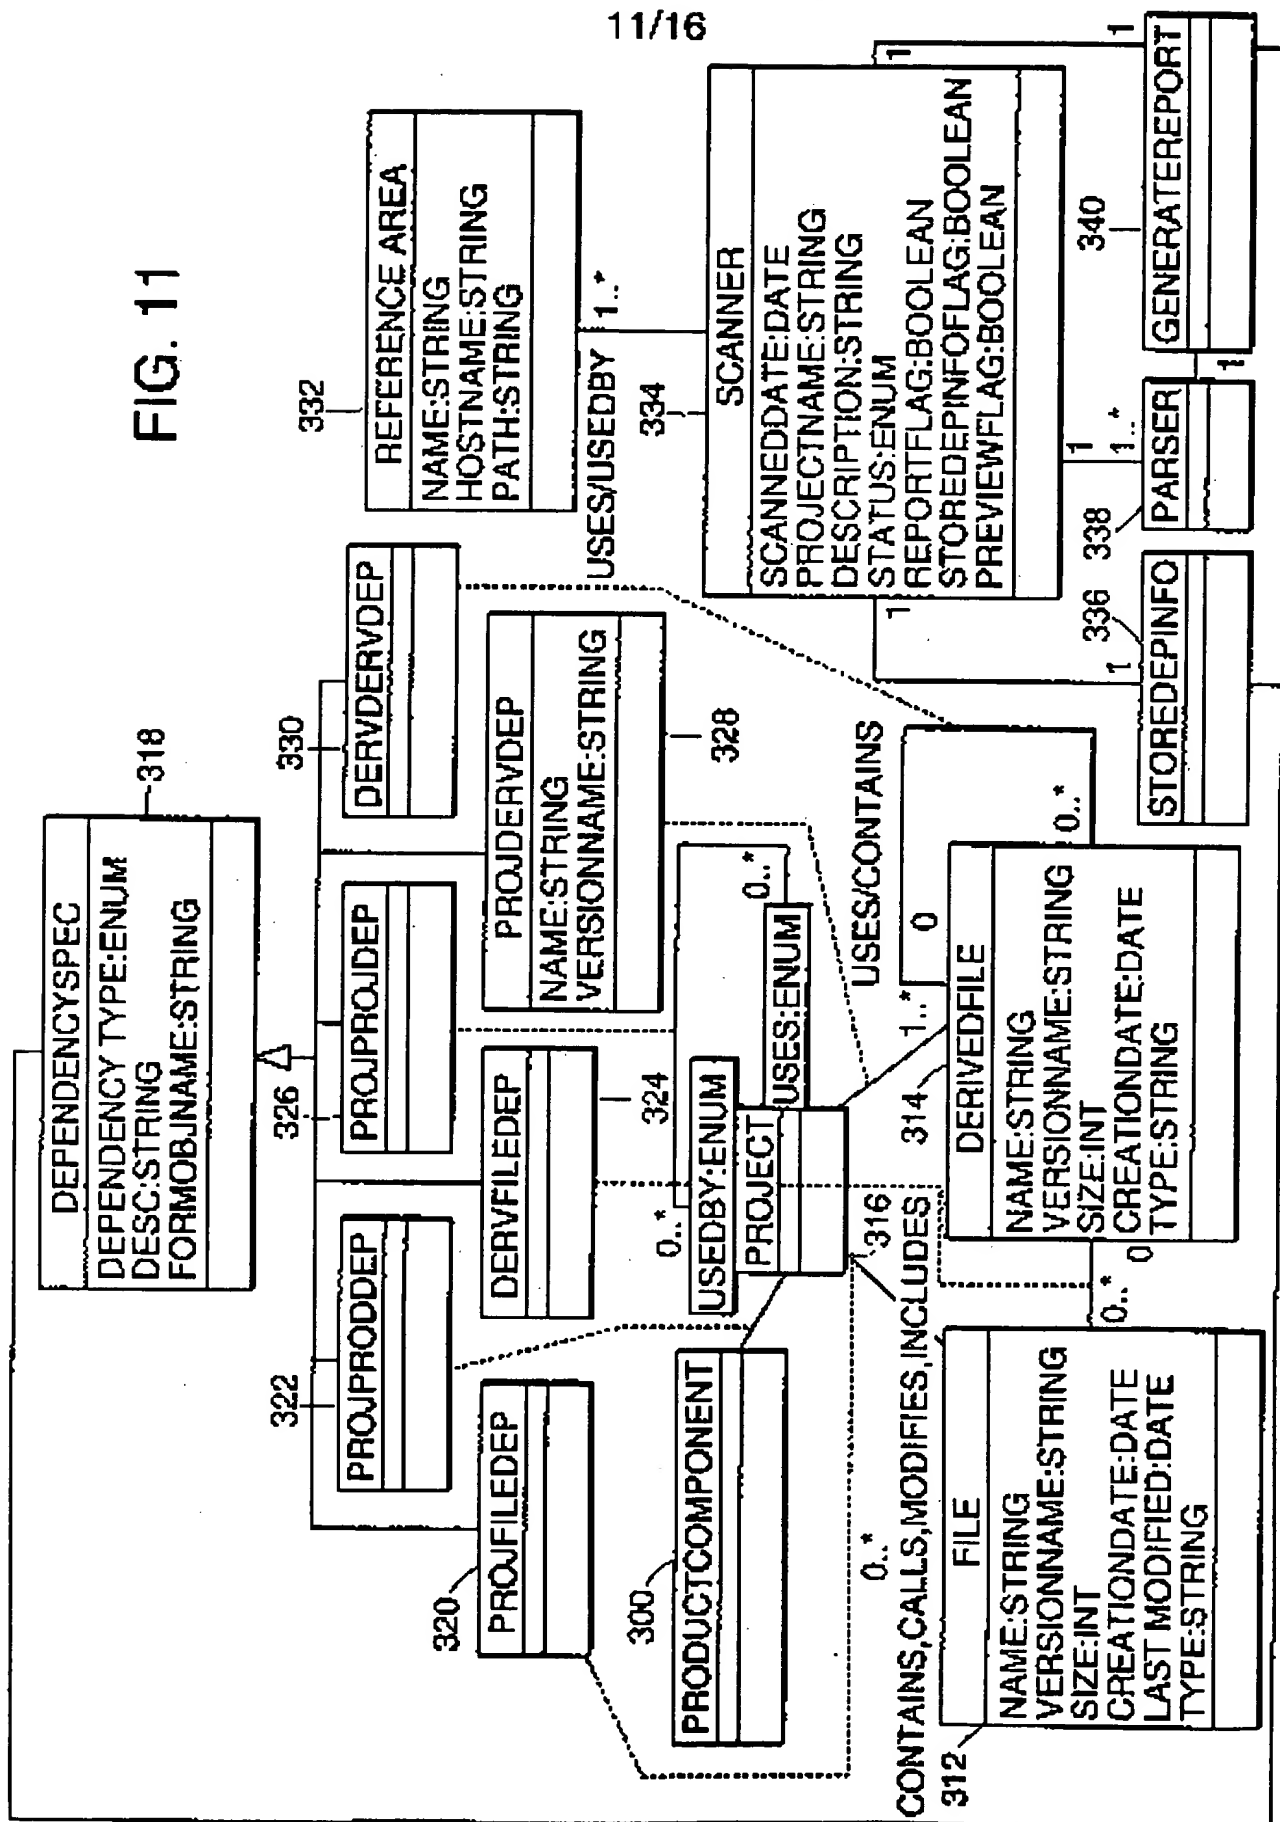 11/16
FIG. 11
DEPENDENCYSPEC
DEPENDENCY TYPE:ENUM
DESC:STRING
FORMOBJNAME:STRING
318
322
PROJPRODDEP
326
PROJPROJDEP
330
DERVDERVDEP
320
PROJFILEDEP
DERVFILEDEP
324
PROJDERVDEP
NAME:STRING
VERSIONNAME:STRING
328
332
REFERENCE AREA
NAME:STRING
HOSTNAME:STRING
PATH:STRING
USES/USEDBY
1..*
300
PRODUCTCOMPONENT
0..*
USEDBY:ENUM
PROJECT
USES:ENUM
0..*
316
334
SCANNER
SCANNEDDATE:DATE
PROJECTNAME:STRING
DESCRIPTION:STRING
STATUS:ENUM
REPORTFLAG:BOOLEAN
STOREDEPINFOFLAG:BOOLEAN
PREVIEWFLAG:BOOLEAN
1
1
1
0..*
CONTAINS,CALLS,MODIFIES,INCLUDES
312
FILE
NAME:STRING
VERSIONNAME:STRING
SIZE:INT
CREATIONDATE:DATE
LAST MODIFIED:DATE
TYPE:STRING
0..*
0
314
DERIVEDFILE
NAME:STRING
VERSIONNAME:STRING
SIZE:INT
CREATIONDATE:DATE
TYPE:STRING
1..*
0
USES/CONTAINS
0..*
336
1
STOREDEPINFO
338
1..*
PARSER
1
340
1
GENERATEREPORT